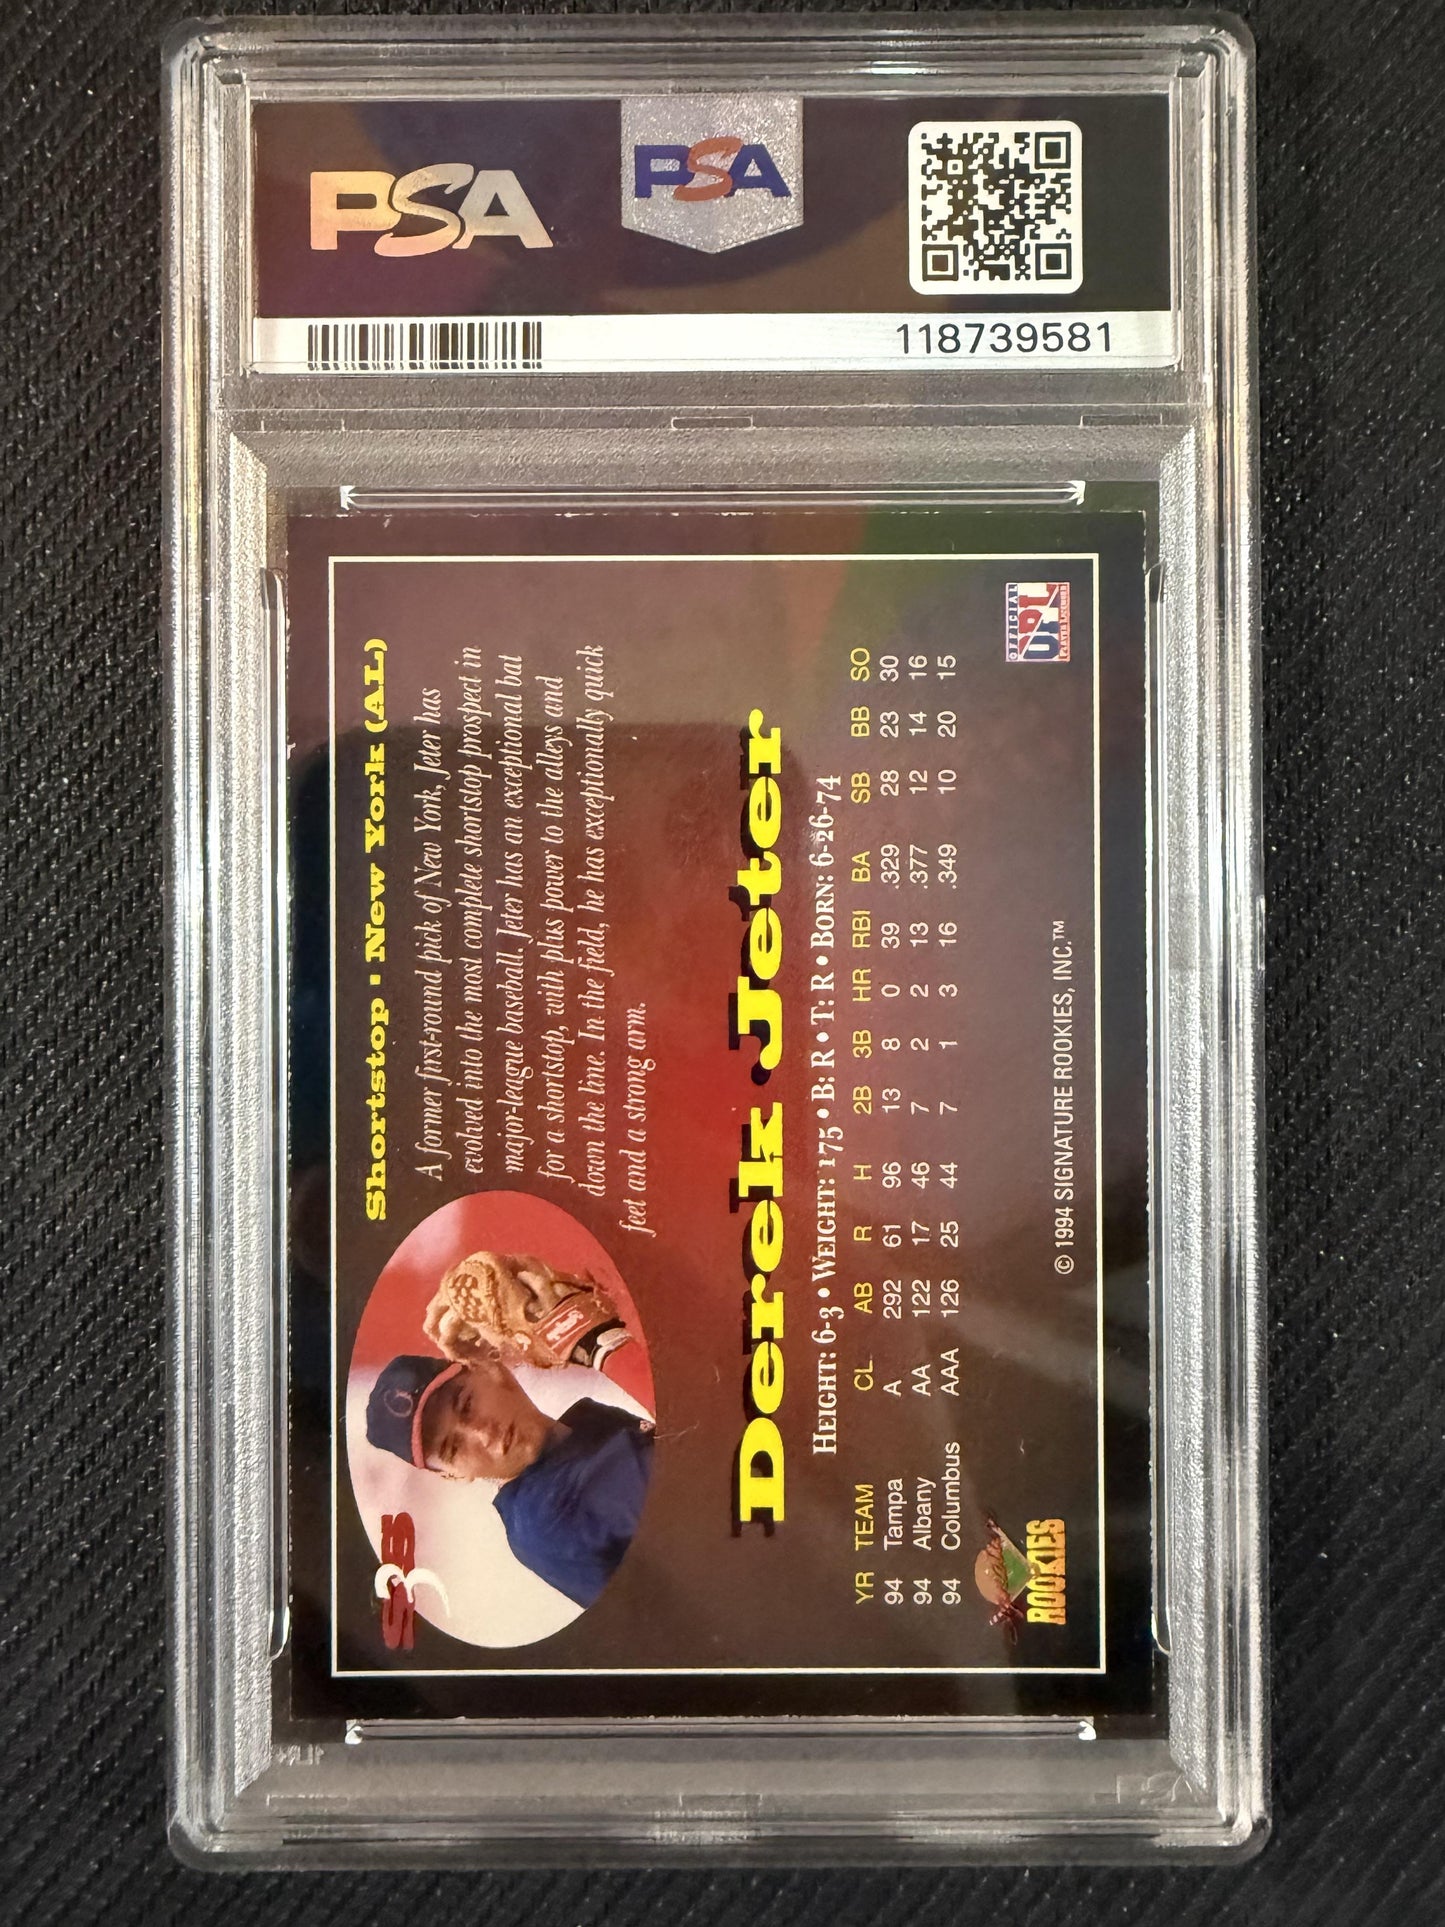 PSA
PSA
118739581
S3
Shortstop · New York (AL)
A former first-round pick of New York, Jeter has
evolved into the most complete shortstop prospect in
major-league baseball. Jeter has an exceptional bat
for a shortstop, with plus power to the alleys and
down the line. In the field, he has exceptionally quick
feet and a strong arm.
Derek Jeter
HEIGHT: 6-3 • WEIGHT: 175 • B: R • T: R • BORN: 6-26-74
YR TEAM CL AB R H 2B 3B HR RBI BA SB BB SO
94 Tampa A 292 61 96 13 8 0 39 .329 28 23 30
94 Albany AA 122 17 46 7 2 2 13 .377 12 14 16
94 Columbus AAA 126 25 44 7 1 3 16 .349 10 20 15
Signature
ROOKIES
© 1994 SIGNATURE ROOKIES, INC.™
OFFICIAL
OPL
PLAYER LICENSEE